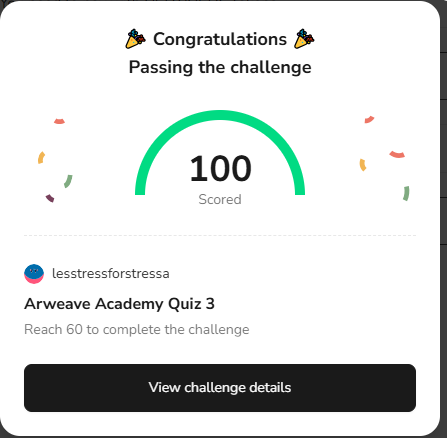 Congratulations
Passing the challenge
100
Scored
lesstressforstressa
Arweave Academy Quiz 3
Reach 60 to complete the challenge
View challenge details